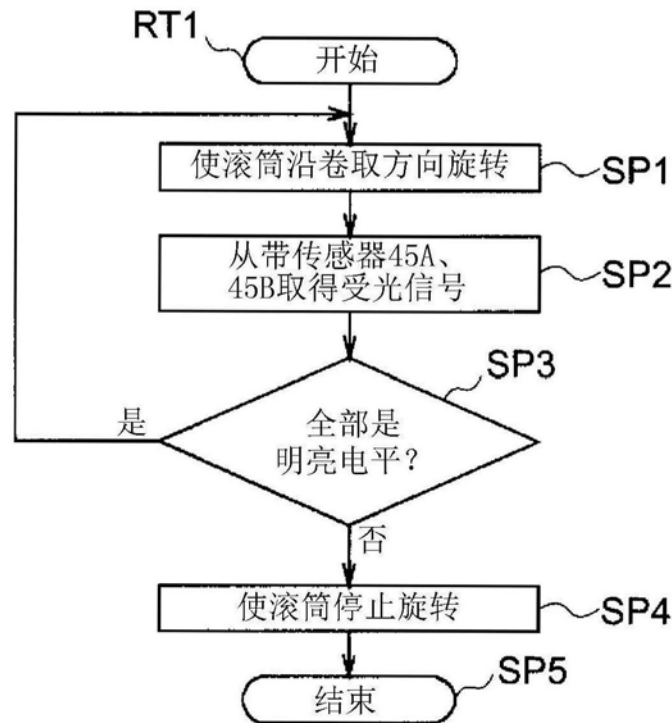 RT1
开始
使滚筒沿卷取方向旋转
SP1
从带传感器45A、
45B取得受光信号
SP2
SP3
全部是
明亮电平?
是
否
使滚筒停止旋转
SP4
SP5
结束